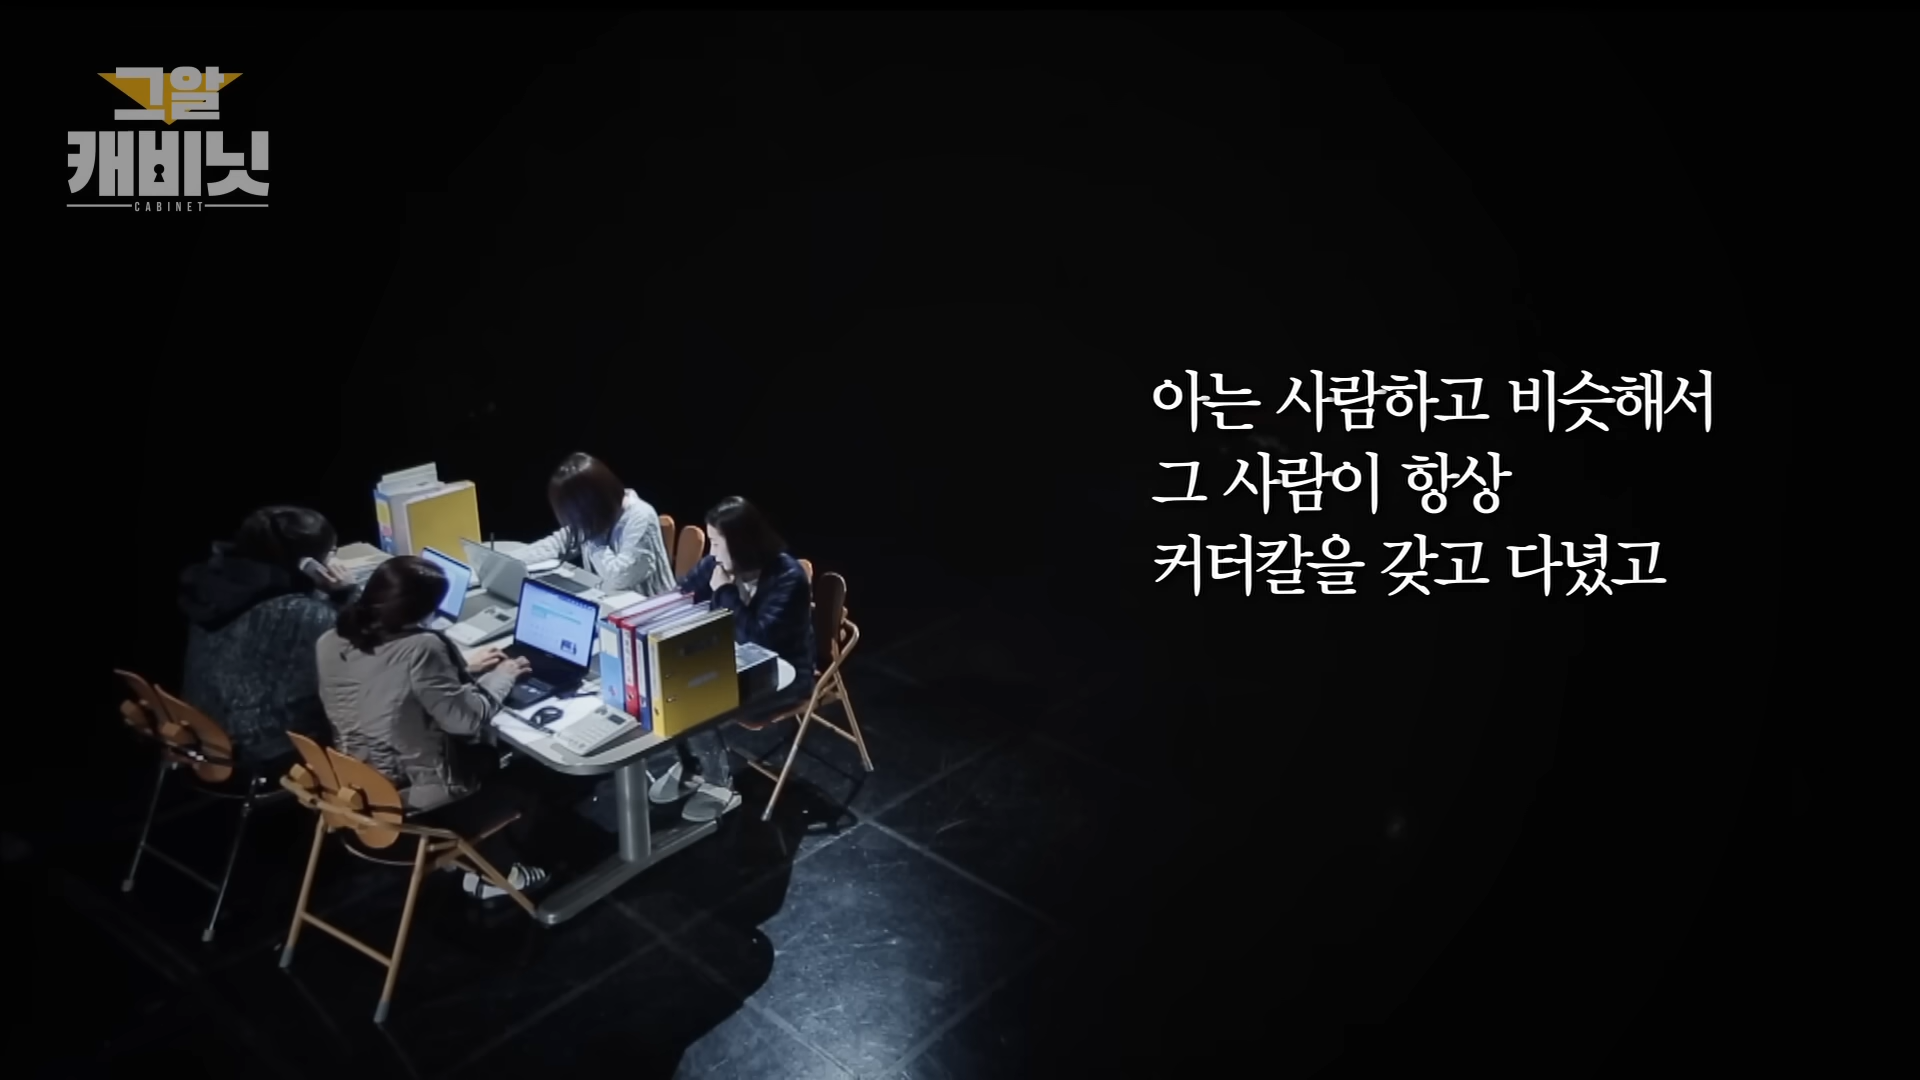 그알
캐비닛
CABINET
아는 사람하고 비슷해서
그 사람이 항상
커터칼을 갖고 다녔고